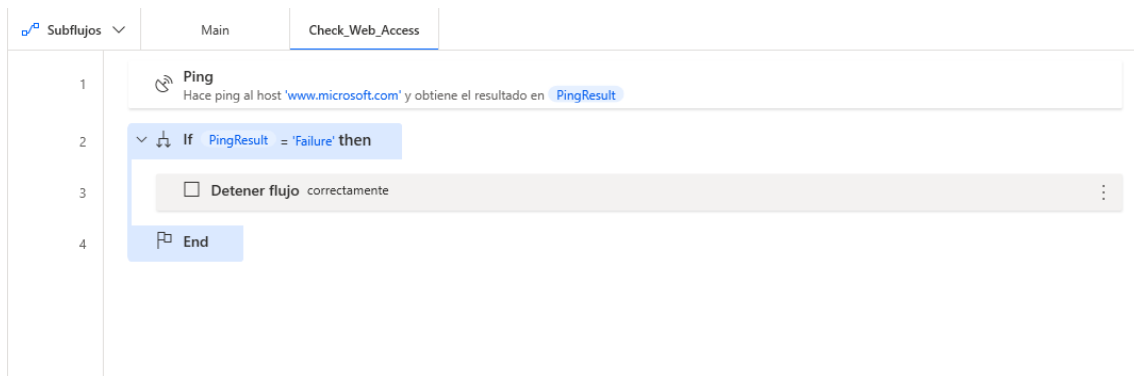 Subflujos Main Check_Web_Access
1 Ping
Hace ping al host 'www.microsoft.com' y obtiene el resultado en PingResult
2 If PingResult = 'Failure' then
3 Detener flujo correctamente
4 End